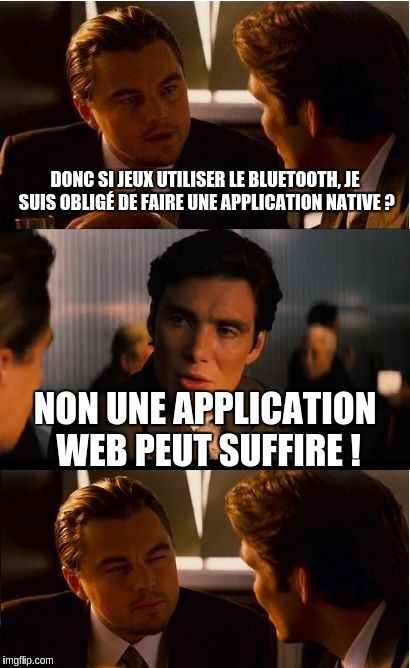 DONC SI JEUX UTILISER LE BLUETOOTH, JE
SUIS OBLIGÉ DE FAIRE UNE APPLICATION NATIVE ?
NON UNE APPLICATION
WEB PEUT SUFFIRE !
imgflip.com